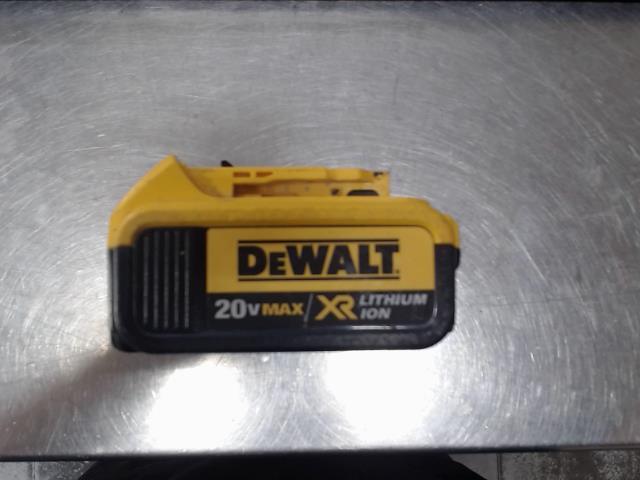 DEWALT
20V MAX / XR LITHIUM
ION